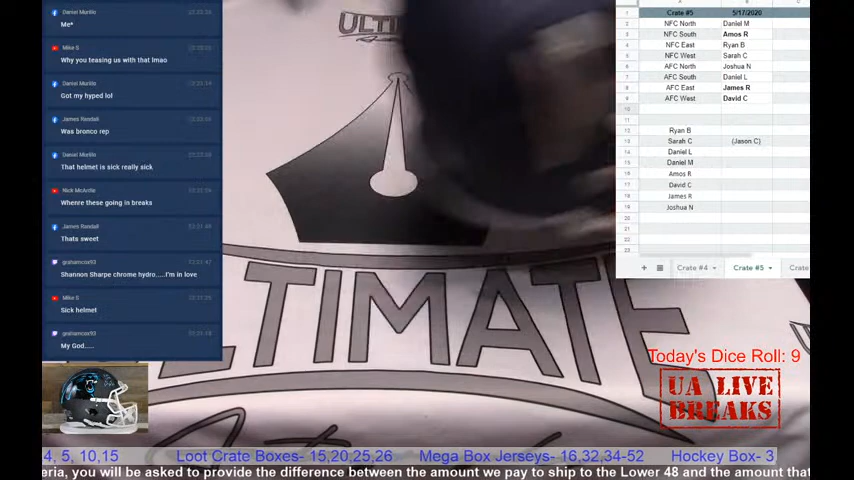 Daniel Murillo
Me*
Mike S
Why you teasing us with that lmao
Daniel Murillo
Got my hyped lol
James Randall
Was bronco rep
Daniel Murillo
That helmet is sick really sick
Nick McArdle
Whenre these going in breaks
James Randall
Thats sweet
grahamcox93
Shannon Sharpe chrome hydro.....I'm in love
Mike S
Sick helmet
grahamcox93
My God.....
ULTI
ULTIMATE
Crate #5 5/17/2020
NFC North Daniel M
NFC South Amos R
NFC East Ryan B
NFC West Sarah C
AFC North Joshua N
AFC South Daniel L
AFC East James R
AFC West David C
Ryan B
Sarah C (Jason C)
Daniel L
Daniel M
Amos R
David C
James R
Joshua N
Crate #4 Crate #5 Crate
Today's Dice Roll: 9
UA LIVE
BREAKS
4, 5, 10,15 Loot Crate Boxes- 15,20,25,26 Mega Box Jerseys- 16,32,34-52 Hockey Box- 3
eria, you will be asked to provide the difference between the amount we pay to ship to the Lower 48 and the amount that